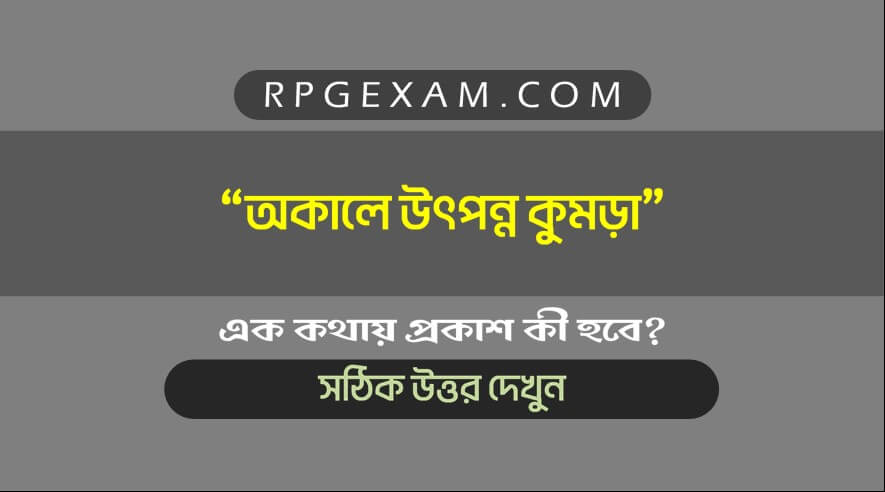 RPGEXAM.COM
“অকালে উৎপন্ন কুমড়া”
এক কথায় প্রকাশ কী হবে?
সঠিক উত্তর দেখুন